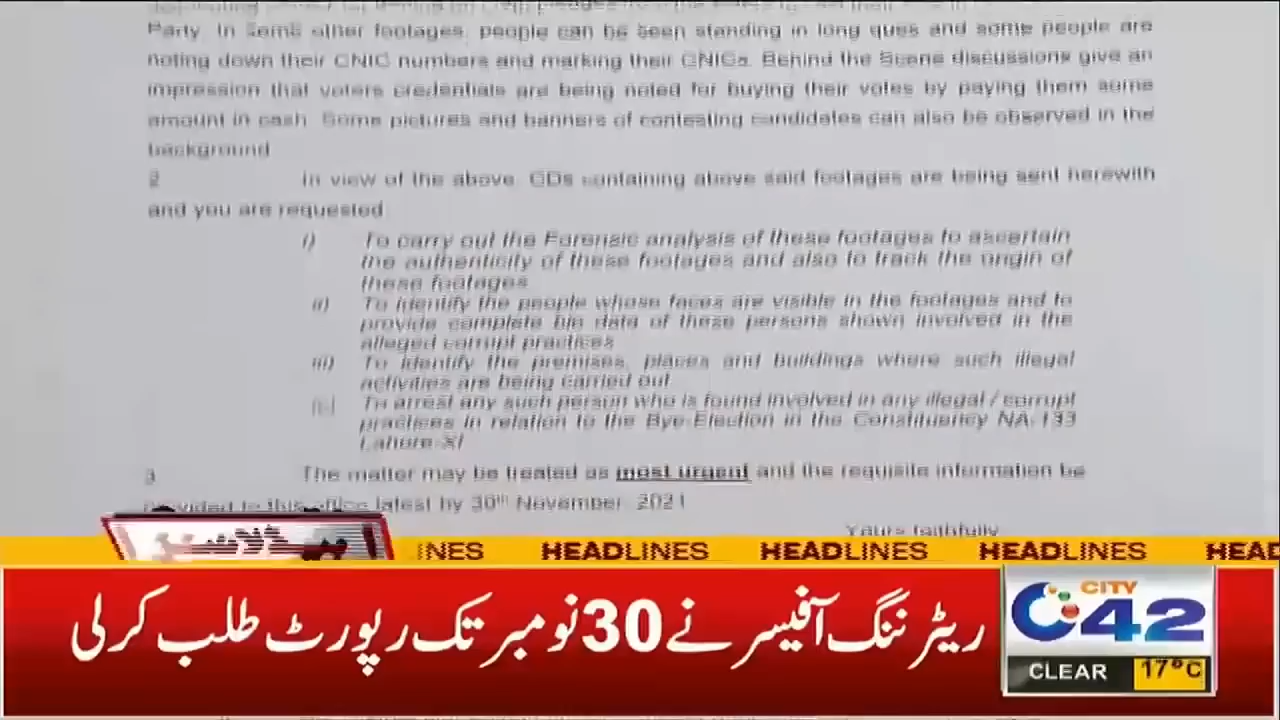 Party. In Some other footages, people can be seen standing in long ques and some people are
noting down their CNIC numbers and marking their CNICs. Behind the Scene discussions give an
impression that voters credentials are being noted for buying their votes by paying them some
amount in cash. Some pictures and banners of contesting candidates can also be observed in the
background
2 In view of the above, CDs containing above said footages are being sent herewith
and you are requested
i) To carry out the Forensic analysis of these footages to ascertain
the authenticity of these footages and also to track the origin of
these footages
ii) To identify the people whose faces are visible in the footages and to
provide complete bio data of these persons shown involved in the
alleged corrupt practices
iii) To identify the premises, places and buildings where such illegal
activities are being carried out
To arrest any such person who is found involved in any illegal / corrupt
practices in relation to the Bye-Election in the Constituency NA-133
Lahore-XI
3 The matter may be treated as most urgent and the requisite information be
provided to this office latest by 30th November, 2021
Yours faithfully
ہیڈلائنز
INES HEADLINES HEADLINES HEADLINES HEAD
ریٹرننگ آفیسر نے 30 نومبر تک رپورٹ طلب کرلی
CITY
42
CLEAR 17°C